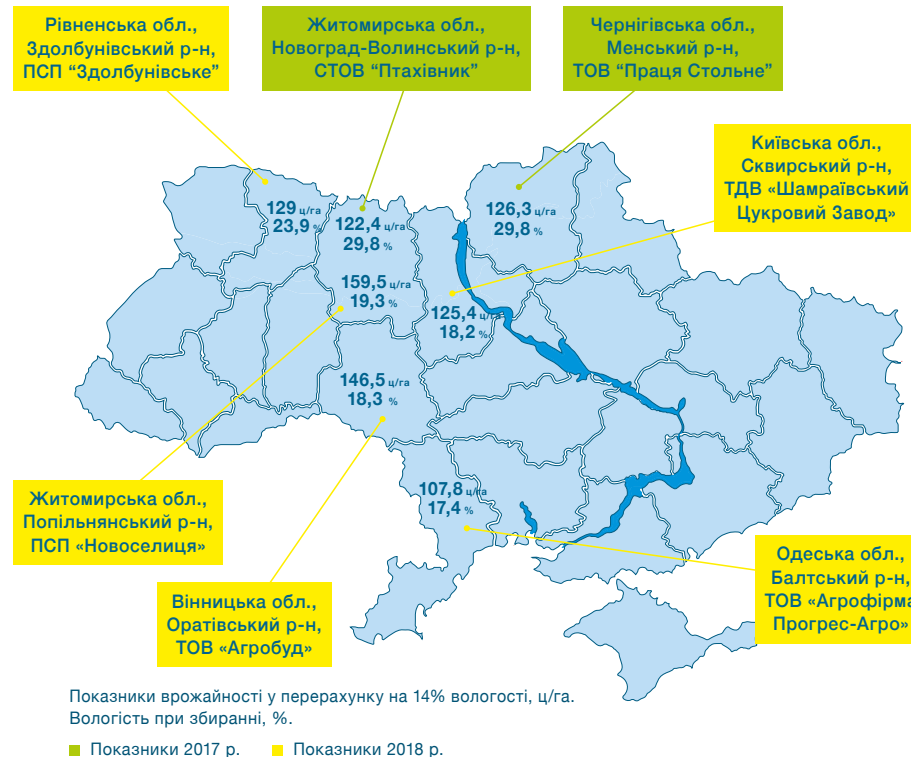 Рівненська обл.,
Здолбунівський р-н,
ПСП “Здолбунівське”
Житомирська обл.,
Новоград-Волинський р-н,
СТОВ “Птахівник”
Чернігівська обл.,
Менський р-н,
ТОВ “Праця Стольне”
Київська обл.,
Сквирський р-н,
ТДВ «Шамраївський
Цукровий Завод»
129 ц/га
23,9 %
122,4 ц/га
29,8 %
126,3 ц/га
29,8 %
159,5 ц/га
19,3 %
125,4 ц/га
18,2 %
146,5 ц/га
18,3 %
107,8 ц/га
17,4 %
Житомирська обл.,
Попільнянський р-н,
ПСП «Новоселиця»
Вінницька обл.,
Оратівський р-н,
ТОВ «Агробуд»
Одеська обл.,
Балтський р-н,
ТОВ «Агрофірма
Прогрес-Агро»
Показники врожайності у перерахунку на 14% вологості, ц/га.
Вологість при збиранні, %.
Показники 2017 р. Показники 2018 р.